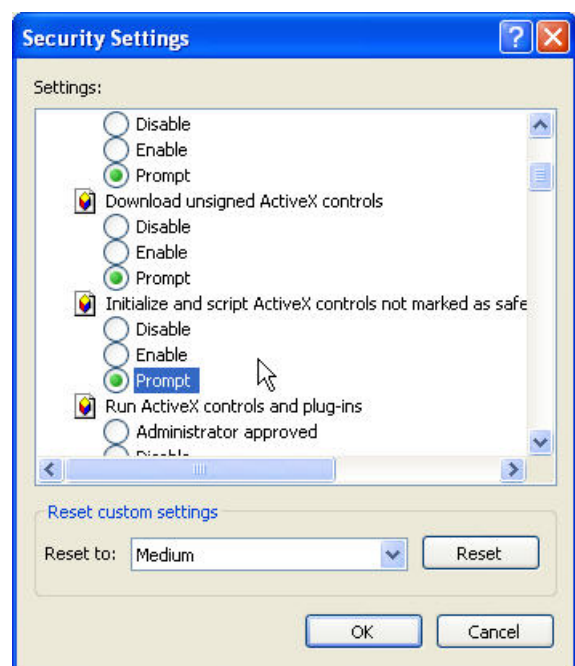 Security Settings
Settings:
Disable
Enable
Prompt
Download unsigned ActiveX controls
Disable
Enable
Prompt
Initialize and script ActiveX controls not marked as safe
Disable
Enable
Prompt
Run ActiveX controls and plug-ins
Administrator approved
Reset custom settings
Reset to: Medium Reset
OK Cancel